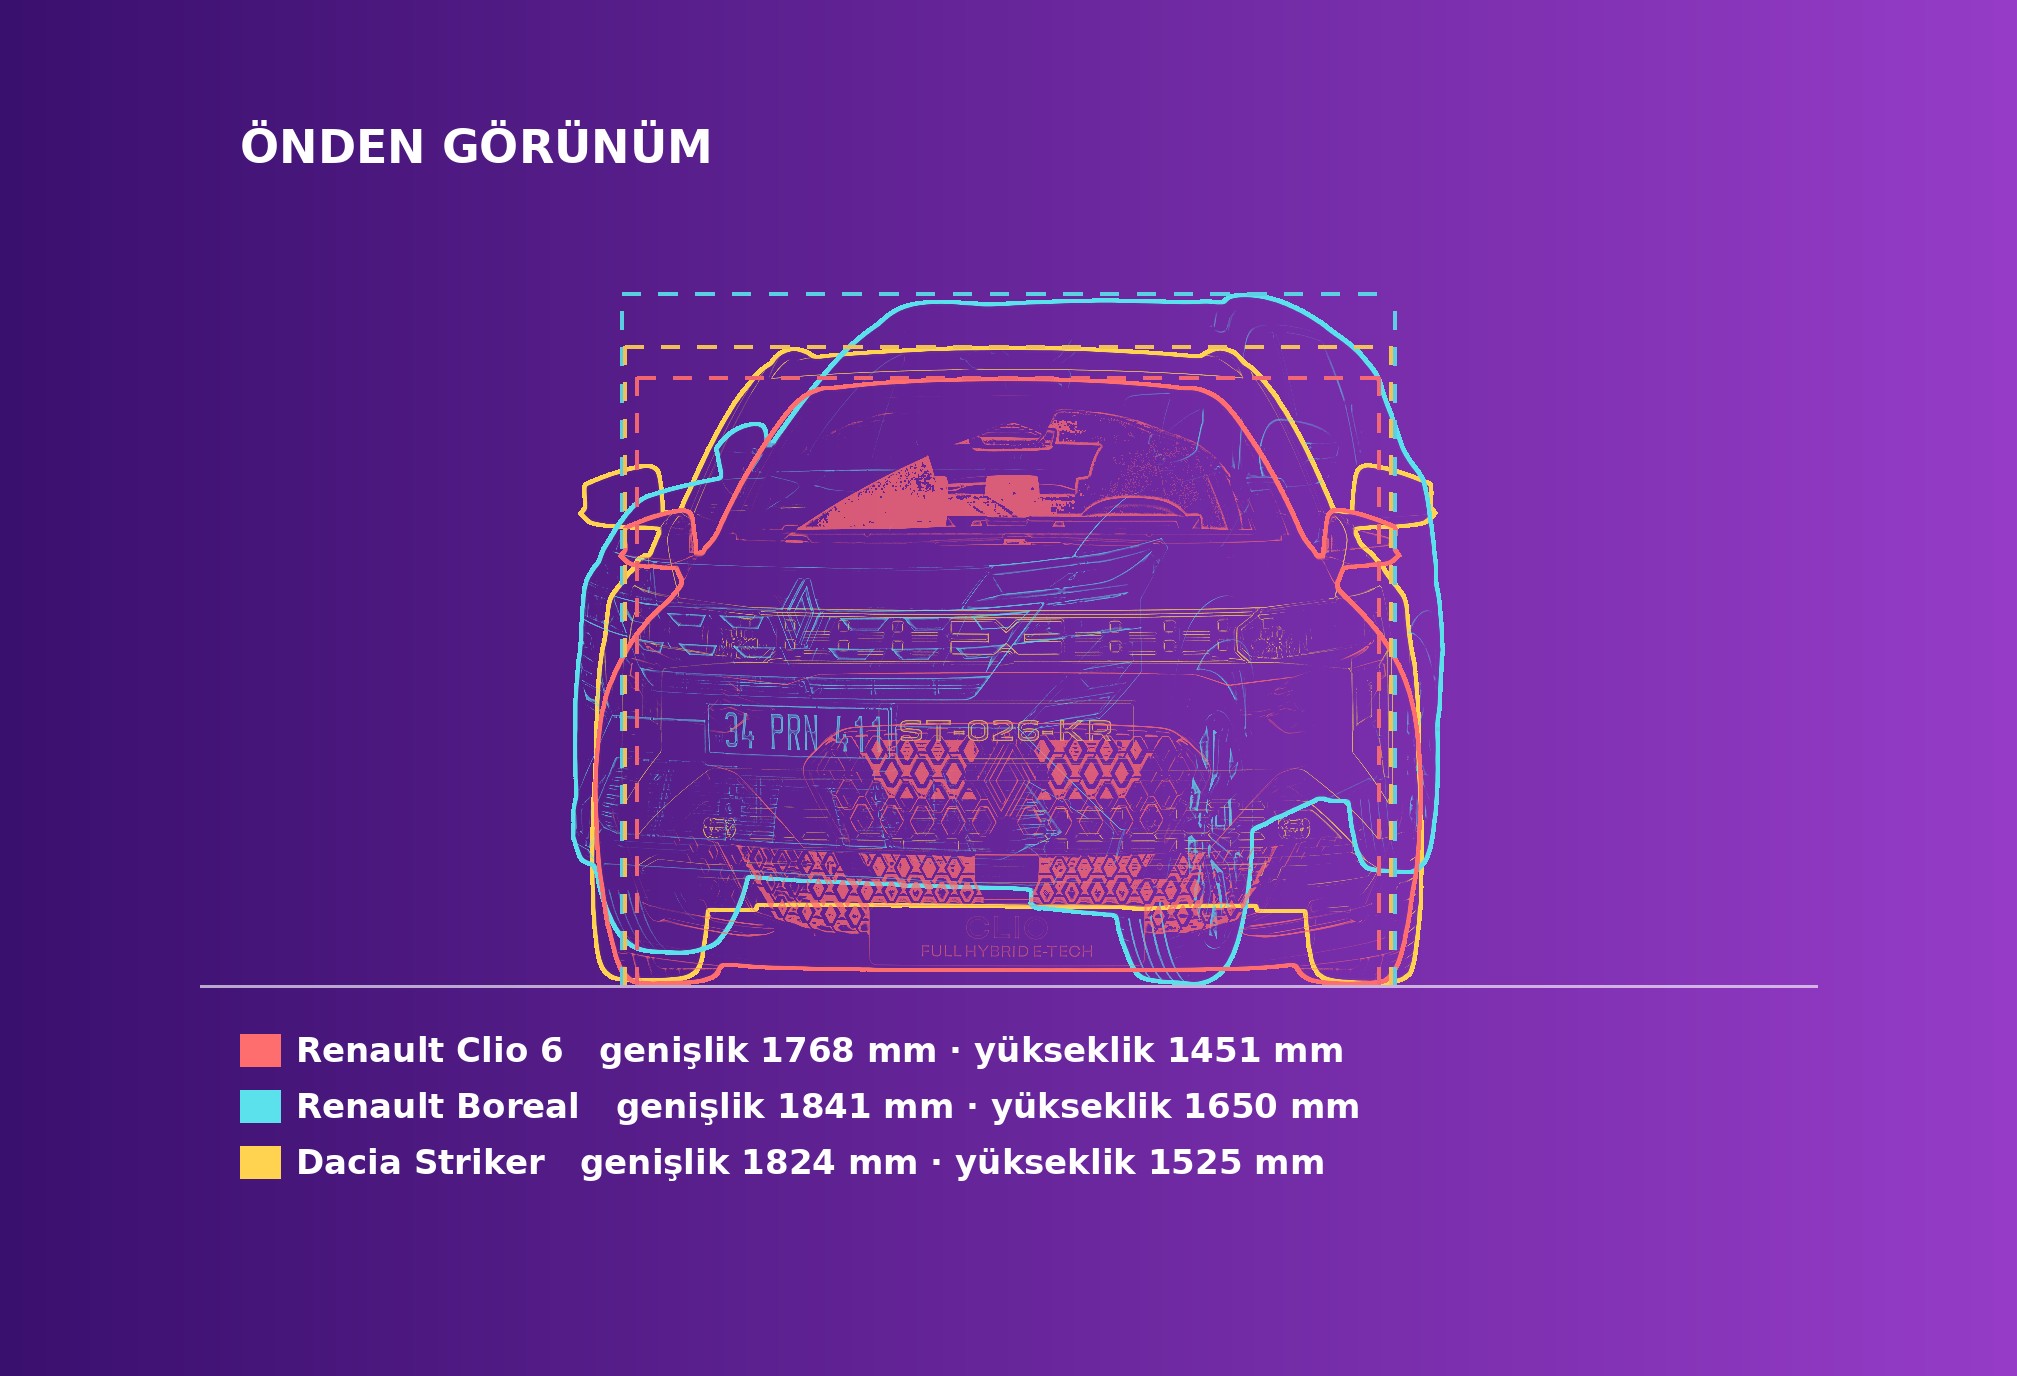 ÖNDEN GÖRÜNÜM
34 PRN 411
ST-026-KR
CLIO
FULL HYBRID E-TECH
Renault Clio 6 genişlik 1768 mm · yükseklik 1451 mm
Renault Boreal genişlik 1841 mm · yükseklik 1650 mm
Dacia Striker genişlik 1824 mm · yükseklik 1525 mm